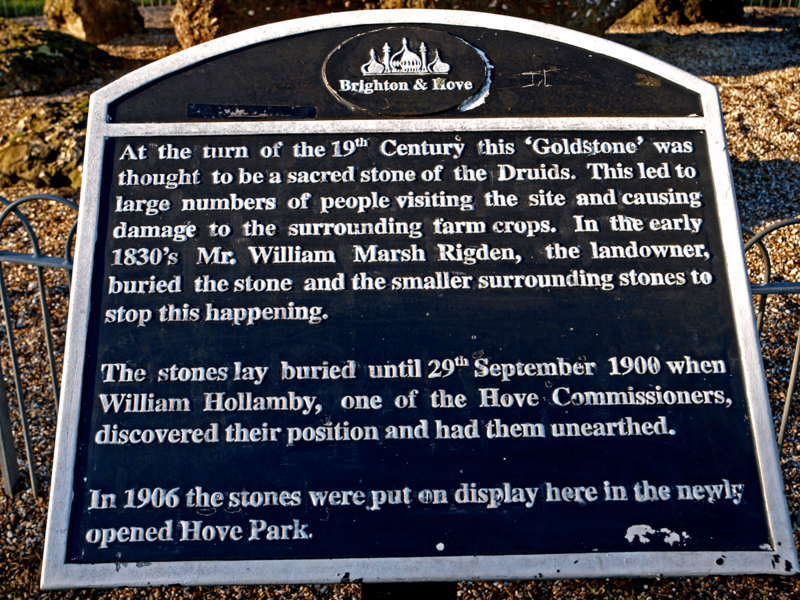 Brighton & Hove
At the turn of the 19th Century this ‘Goldstone’ was
thought to be a sacred stone of the Druids. This led to
large numbers of people visiting the site and causing
damage to the surrounding farm crops. In the early
1830’s Mr. William Marsh Rigden, the landowner,
buried the stone and the smaller surrounding stones to
stop this happening.
The stones lay buried until 29th September 1900 when
William Hollamby, one of the Hove Commissioners,
discovered their position and had them unearthed.
In 1906 the stones were put on display here in the newly
opened Hove Park.